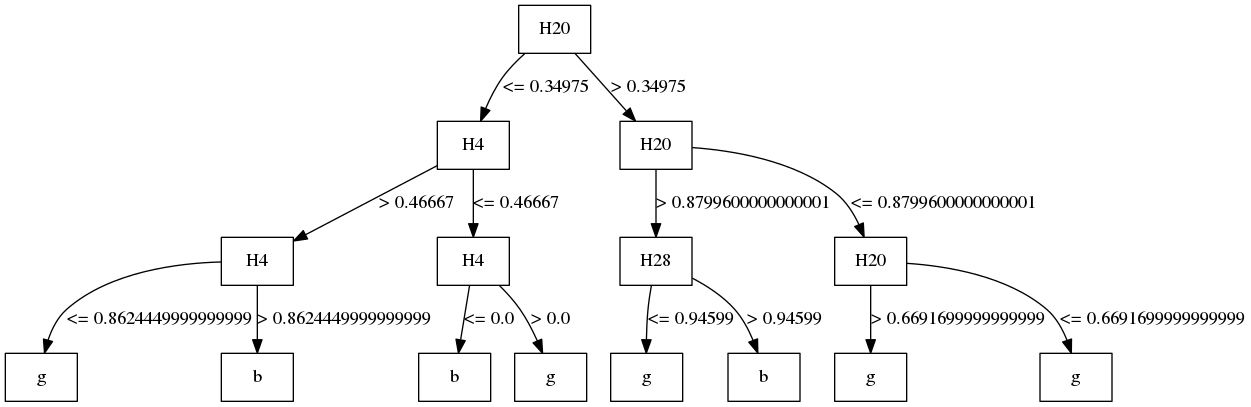 H20
<= 0.34975
> 0.34975
H4
H20
> 0.46667
<= 0.46667
> 0.8799600000000001
<= 0.8799600000000001
H4
H4
H28
H20
<= 0.8624449999999999
> 0.8624449999999999
<= 0.0
> 0.0
<= 0.94599
> 0.94599
> 0.6691699999999999
<= 0.6691699999999999
g
b
b
g
g
b
g
g